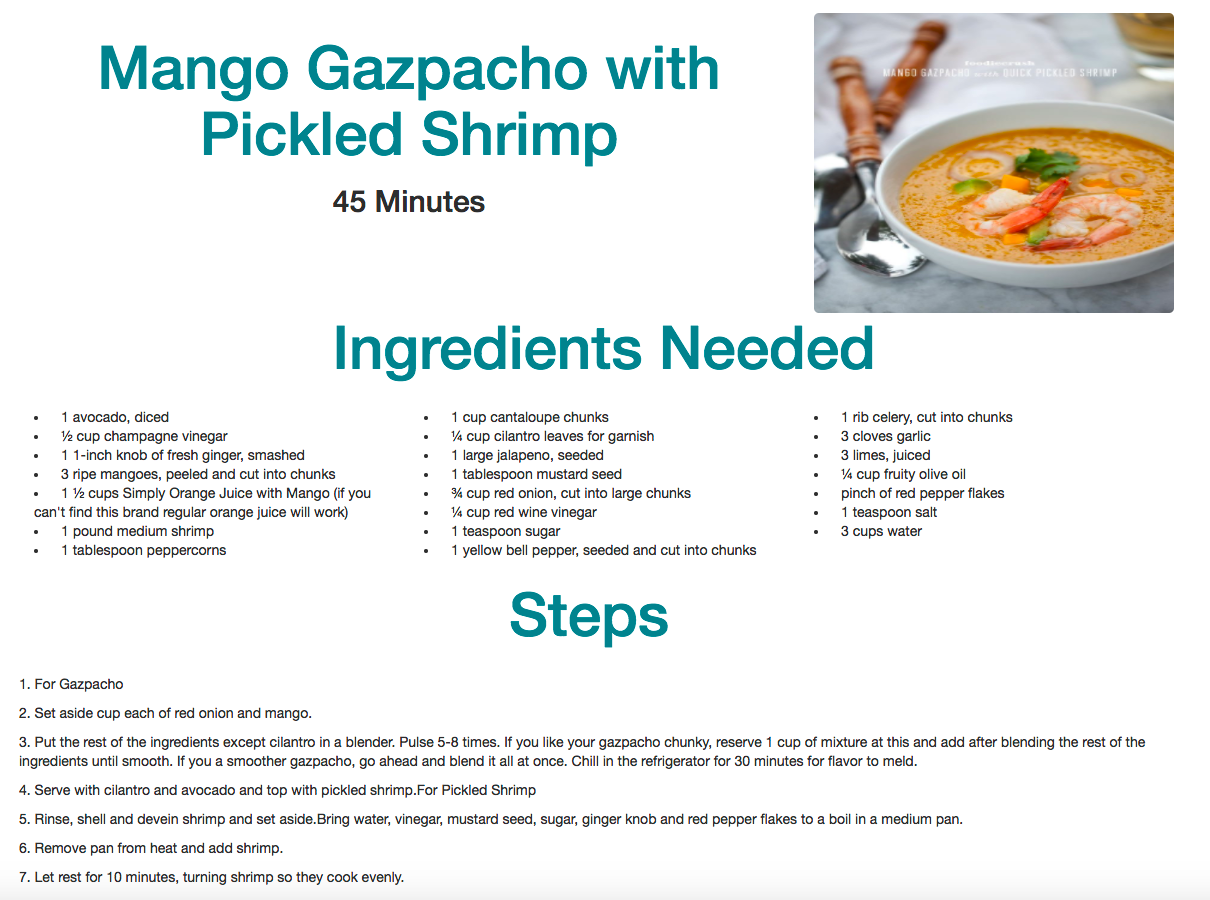 Mango Gazpacho with
Pickled Shrimp
45 Minutes
MANGO GAZPACHO with QUICK PICKLED SHRIMP
Ingredients Needed
• 1 avocado, diced
• ½ cup champagne vinegar
• 1 1-inch knob of fresh ginger, smashed
• 3 ripe mangoes, peeled and cut into chunks
• 1 ½ cups Simply Orange Juice with Mango (if you
can't find this brand regular orange juice will work)
• 1 pound medium shrimp
• 1 tablespoon peppercorns
• 1 cup cantaloupe chunks
• ¼ cup cilantro leaves for garnish
• 1 large jalapeno, seeded
• 1 tablespoon mustard seed
• ¾ cup red onion, cut into large chunks
• ¼ cup red wine vinegar
• 1 teaspoon sugar
• 1 yellow bell pepper, seeded and cut into chunks
• 1 rib celery, cut into chunks
• 3 cloves garlic
• 3 limes, juiced
• ¼ cup fruity olive oil
• pinch of red pepper flakes
• 1 teaspoon salt
• 3 cups water
Steps
1. For Gazpacho
2. Set aside cup each of red onion and mango.
3. Put the rest of the ingredients except cilantro in a blender. Pulse 5-8 times. If you like your gazpacho chunky, reserve 1 cup of mixture at this and add after blending the rest of the
ingredients until smooth. If you a smoother gazpacho, go ahead and blend it all at once. Chill in the refrigerator for 30 minutes for flavor to meld.
4. Serve with cilantro and avocado and top with pickled shrimp.For Pickled Shrimp
5. Rinse, shell and devein shrimp and set aside.Bring water, vinegar, mustard seed, sugar, ginger knob and red pepper flakes to a boil in a medium pan.
6. Remove pan from heat and add shrimp.
7. Let rest for 10 minutes, turning shrimp so they cook evenly.